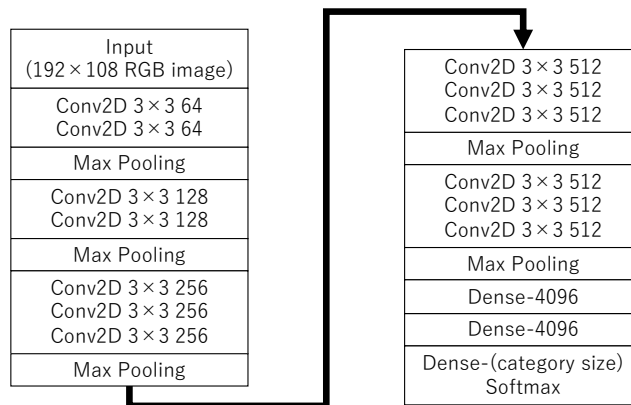 Input
(192×108 RGB image)
Conv2D 3×3 64
Conv2D 3×3 64
Max Pooling
Conv2D 3×3 128
Conv2D 3×3 128
Max Pooling
Conv2D 3×3 256
Conv2D 3×3 256
Conv2D 3×3 256
Max Pooling
Conv2D 3×3 512
Conv2D 3×3 512
Conv2D 3×3 512
Max Pooling
Conv2D 3×3 512
Conv2D 3×3 512
Conv2D 3×3 512
Max Pooling
Dense-4096
Dense-4096
Dense-(category size)
Softmax